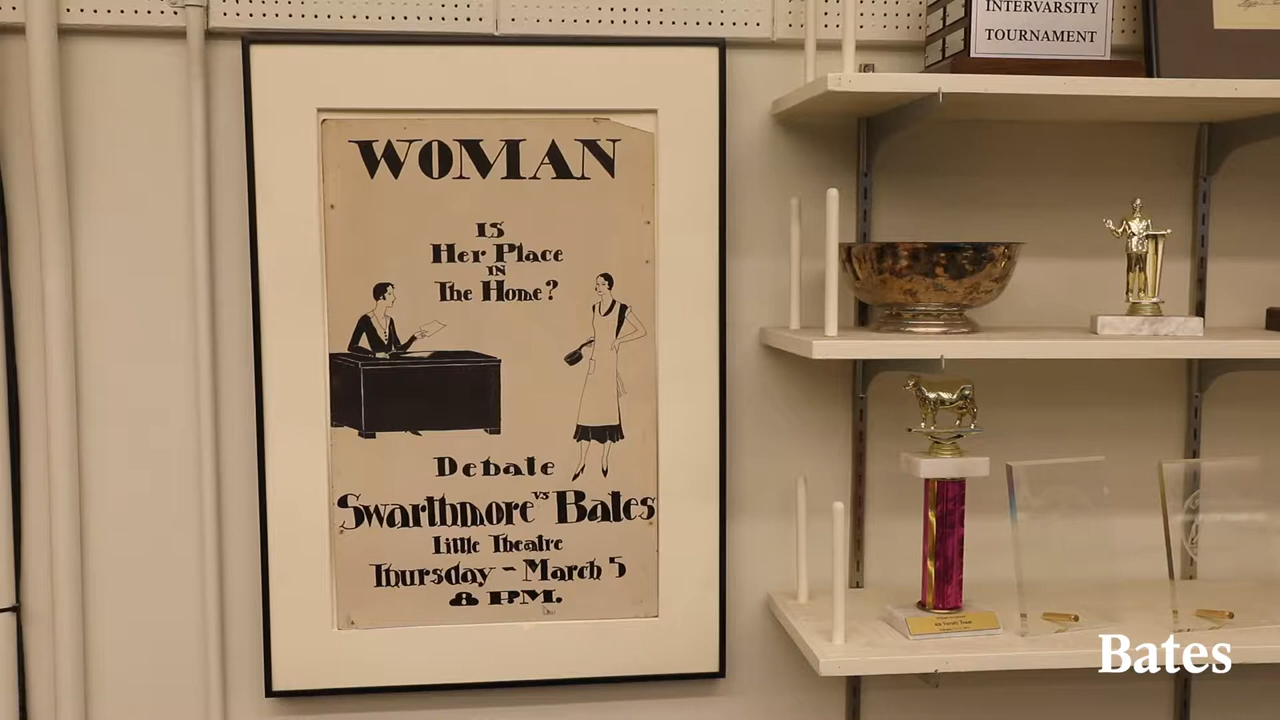 WOMAN
IS
Her Place
IN
The Home?
Debate
Swarthmore vs Bates
Little Theatre
Thursday - March 5
8 P.M.
INTERVARSITY
TOURNAMENT
Bates